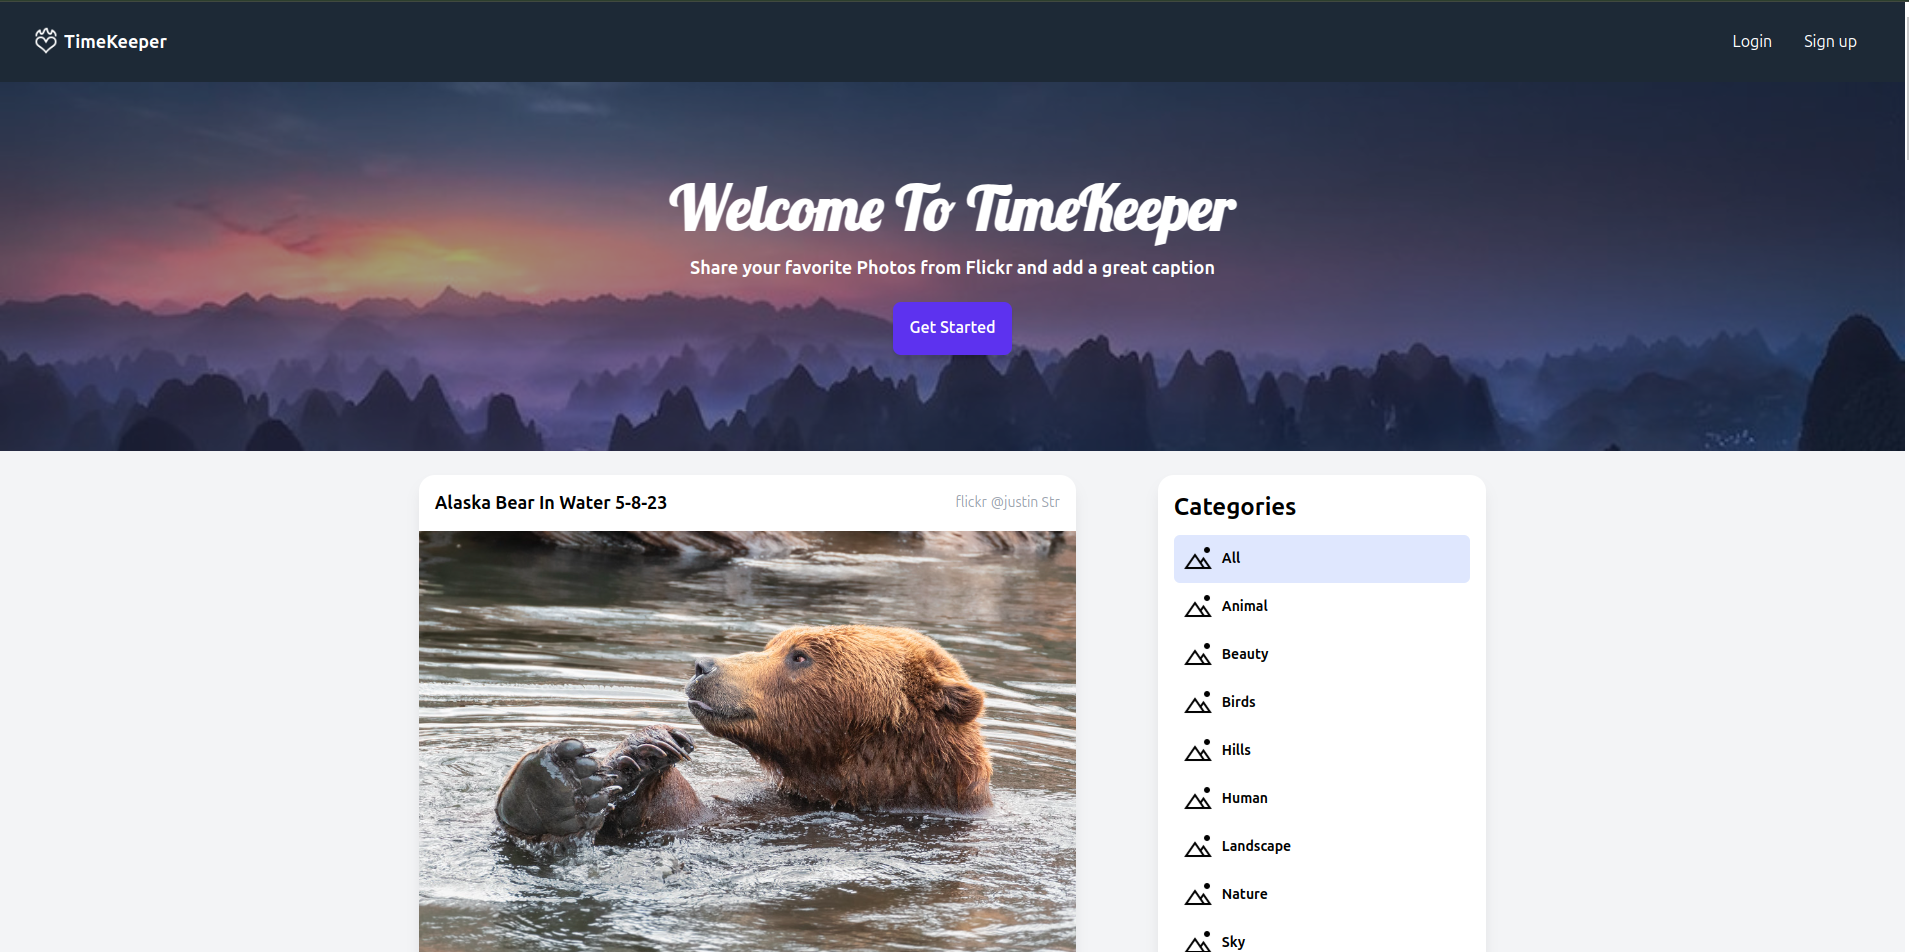 TimeKeeper
Login
Sign up
Welcome To TimeKeeper
Share your favorite Photos from Flickr and add a great caption
Get Started
Alaska Bear In Water 5-8-23
flickr @justin Str
Categories
All
Animal
Beauty
Birds
Hills
Human
Landscape
Nature
Sky